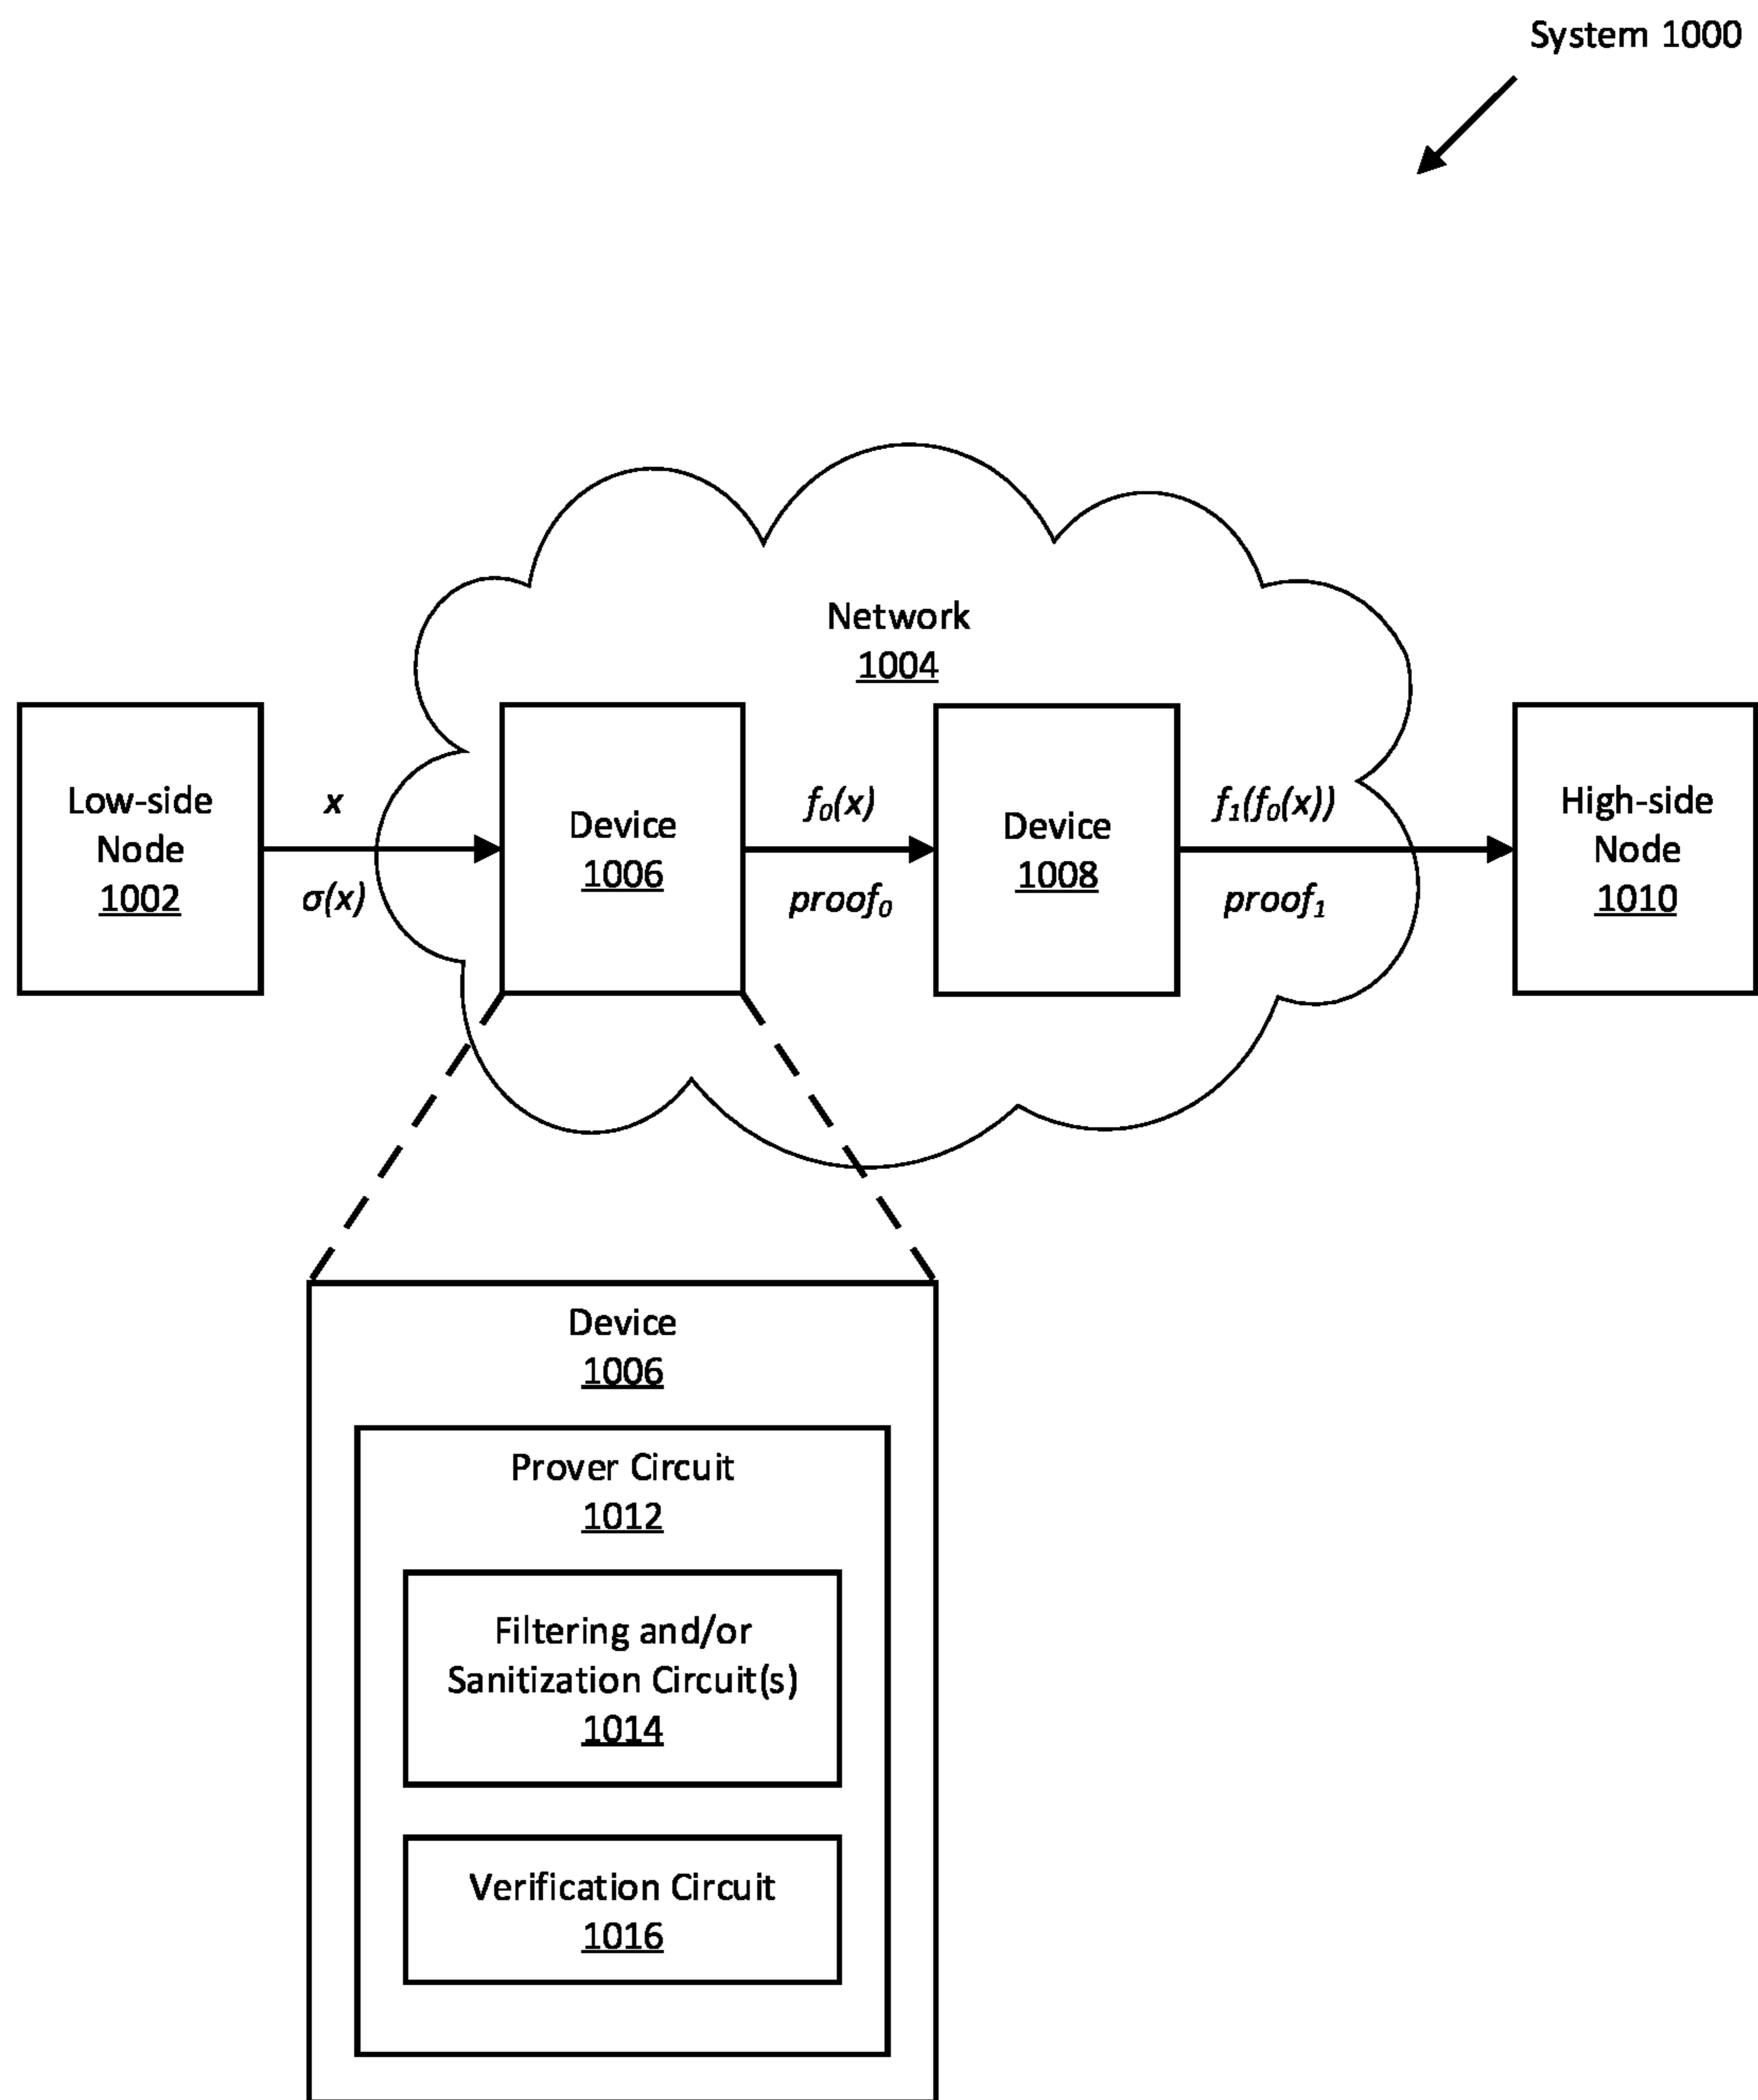 System 1000
Network
1004
Low-side
Node
1002
x
σ(x)
Device
1006
f₀(x)
proof₀
Device
1008
f₁(f₀(x))
proof₁
High-side
Node
1010
Device
1006
Prover Circuit
1012
Filtering and/or
Sanitization Circuit(s)
1014
Verification Circuit
1016